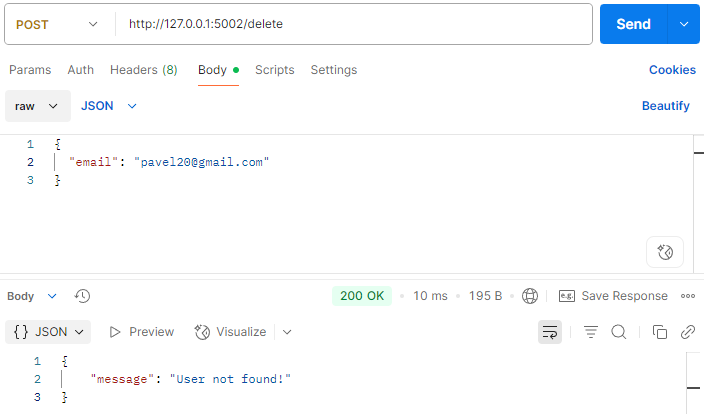 POST http://127.0.0.1:5002/delete Send
Params Auth Headers (8) Body Scripts Settings Cookies
raw JSON Beautify
1 {
2 "email": "pavel20@gmail.com"
3 }
Body 200 OK • 10 ms • 195 B • e.g. Save Response
{} JSON Preview Visualize
1 {
2 "message": "User not found!"
3 }